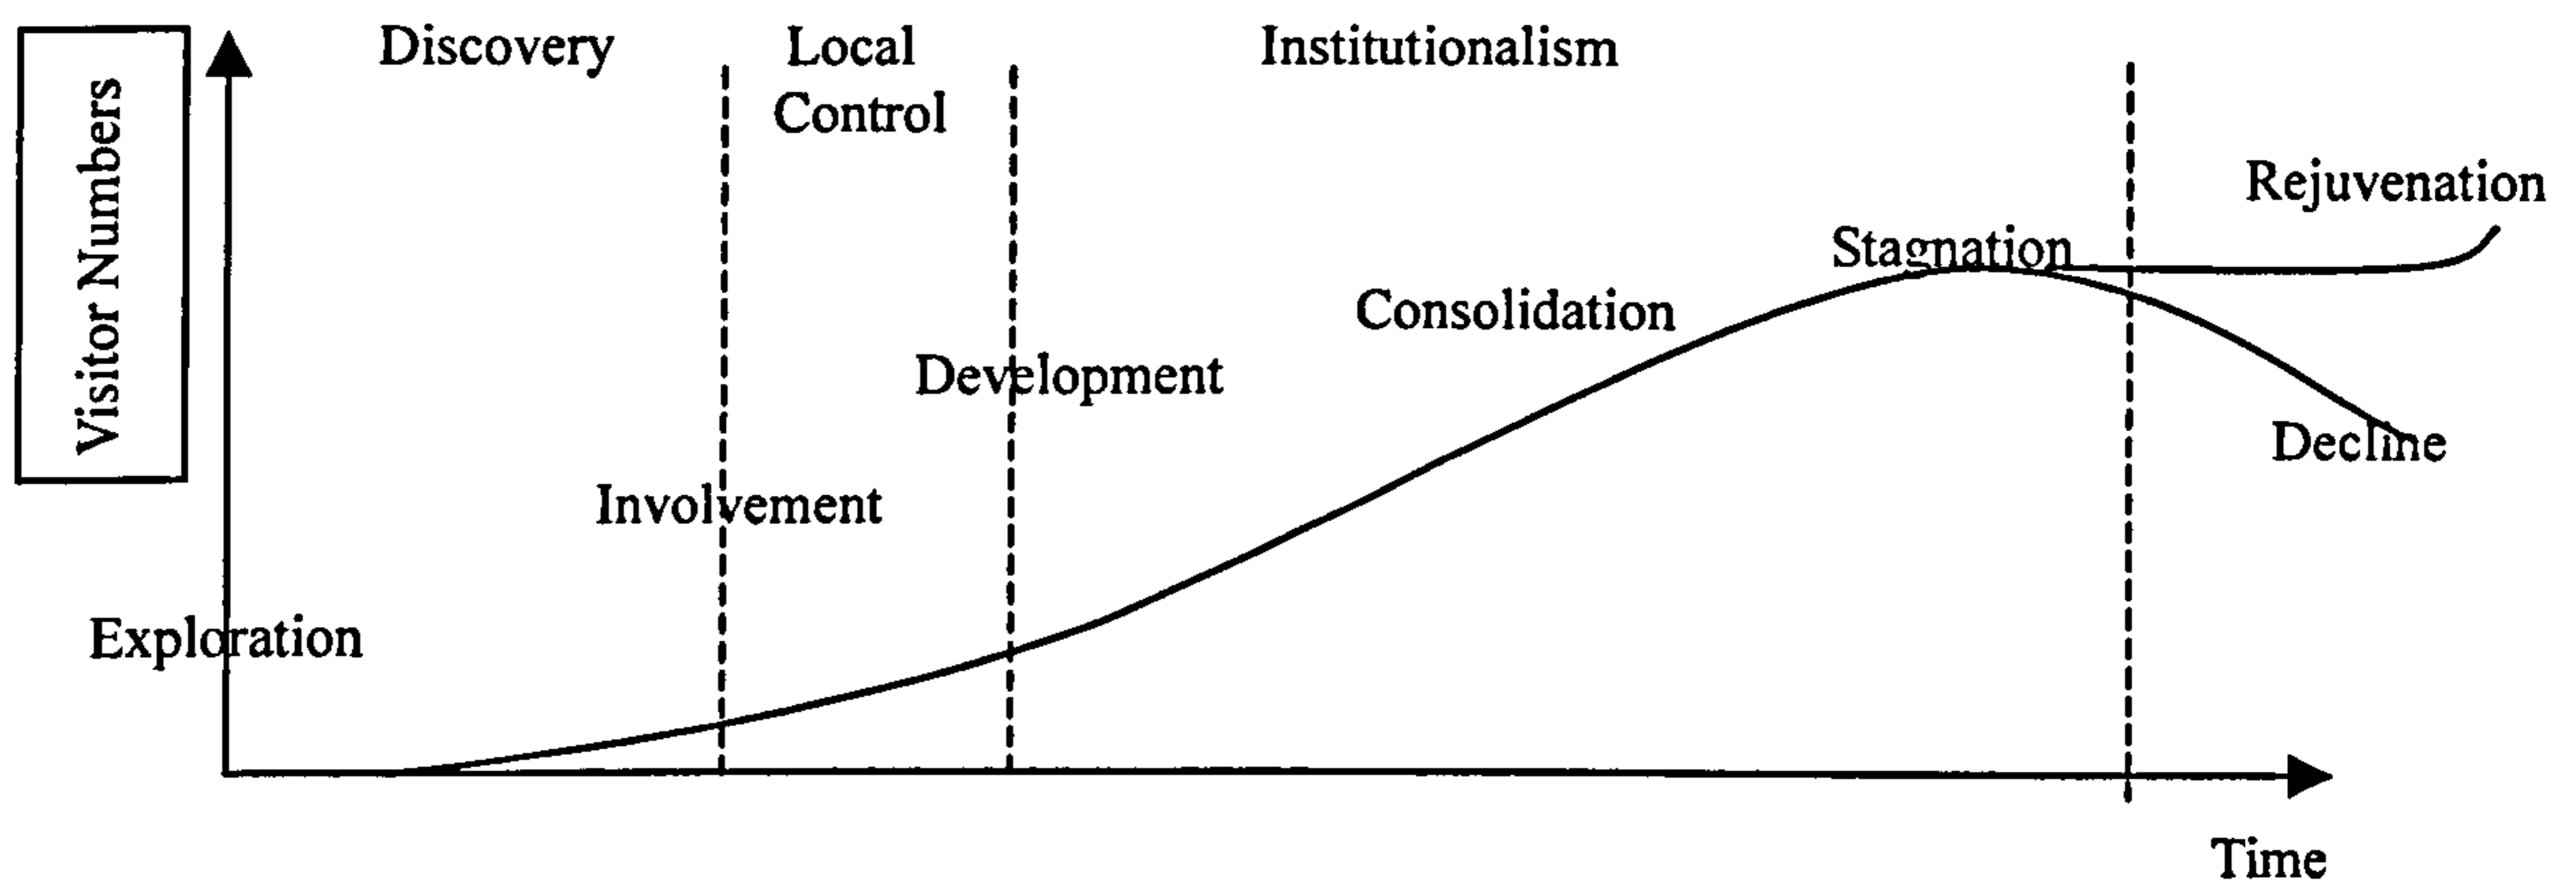 Discovery
Local
Control
Institutionalism
Visitor Numbers
Rejuvenation
Stagnation
Consolidation
Development
Decline
Involvement
Exploration
Time